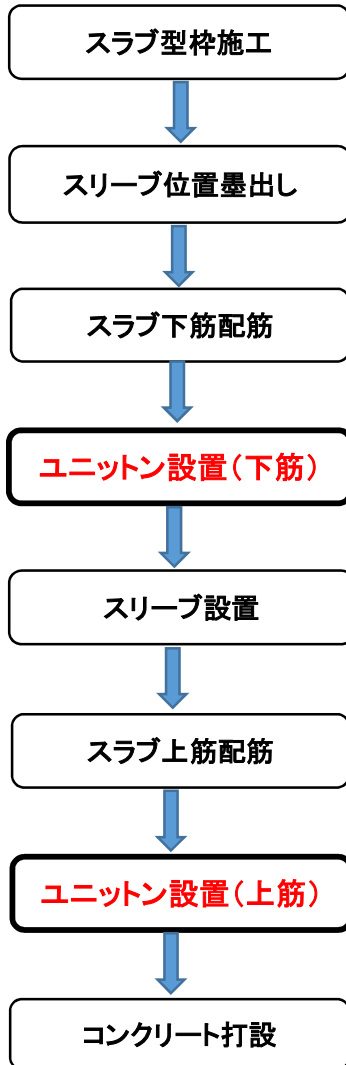 スラブ型枠施工
スリーブ位置墨出し
スラブ下筋配筋
ユニットン設置（下筋）
スリーブ設置
スラブ上筋配筋
ユニットン設置（上筋）
コンクリート打設